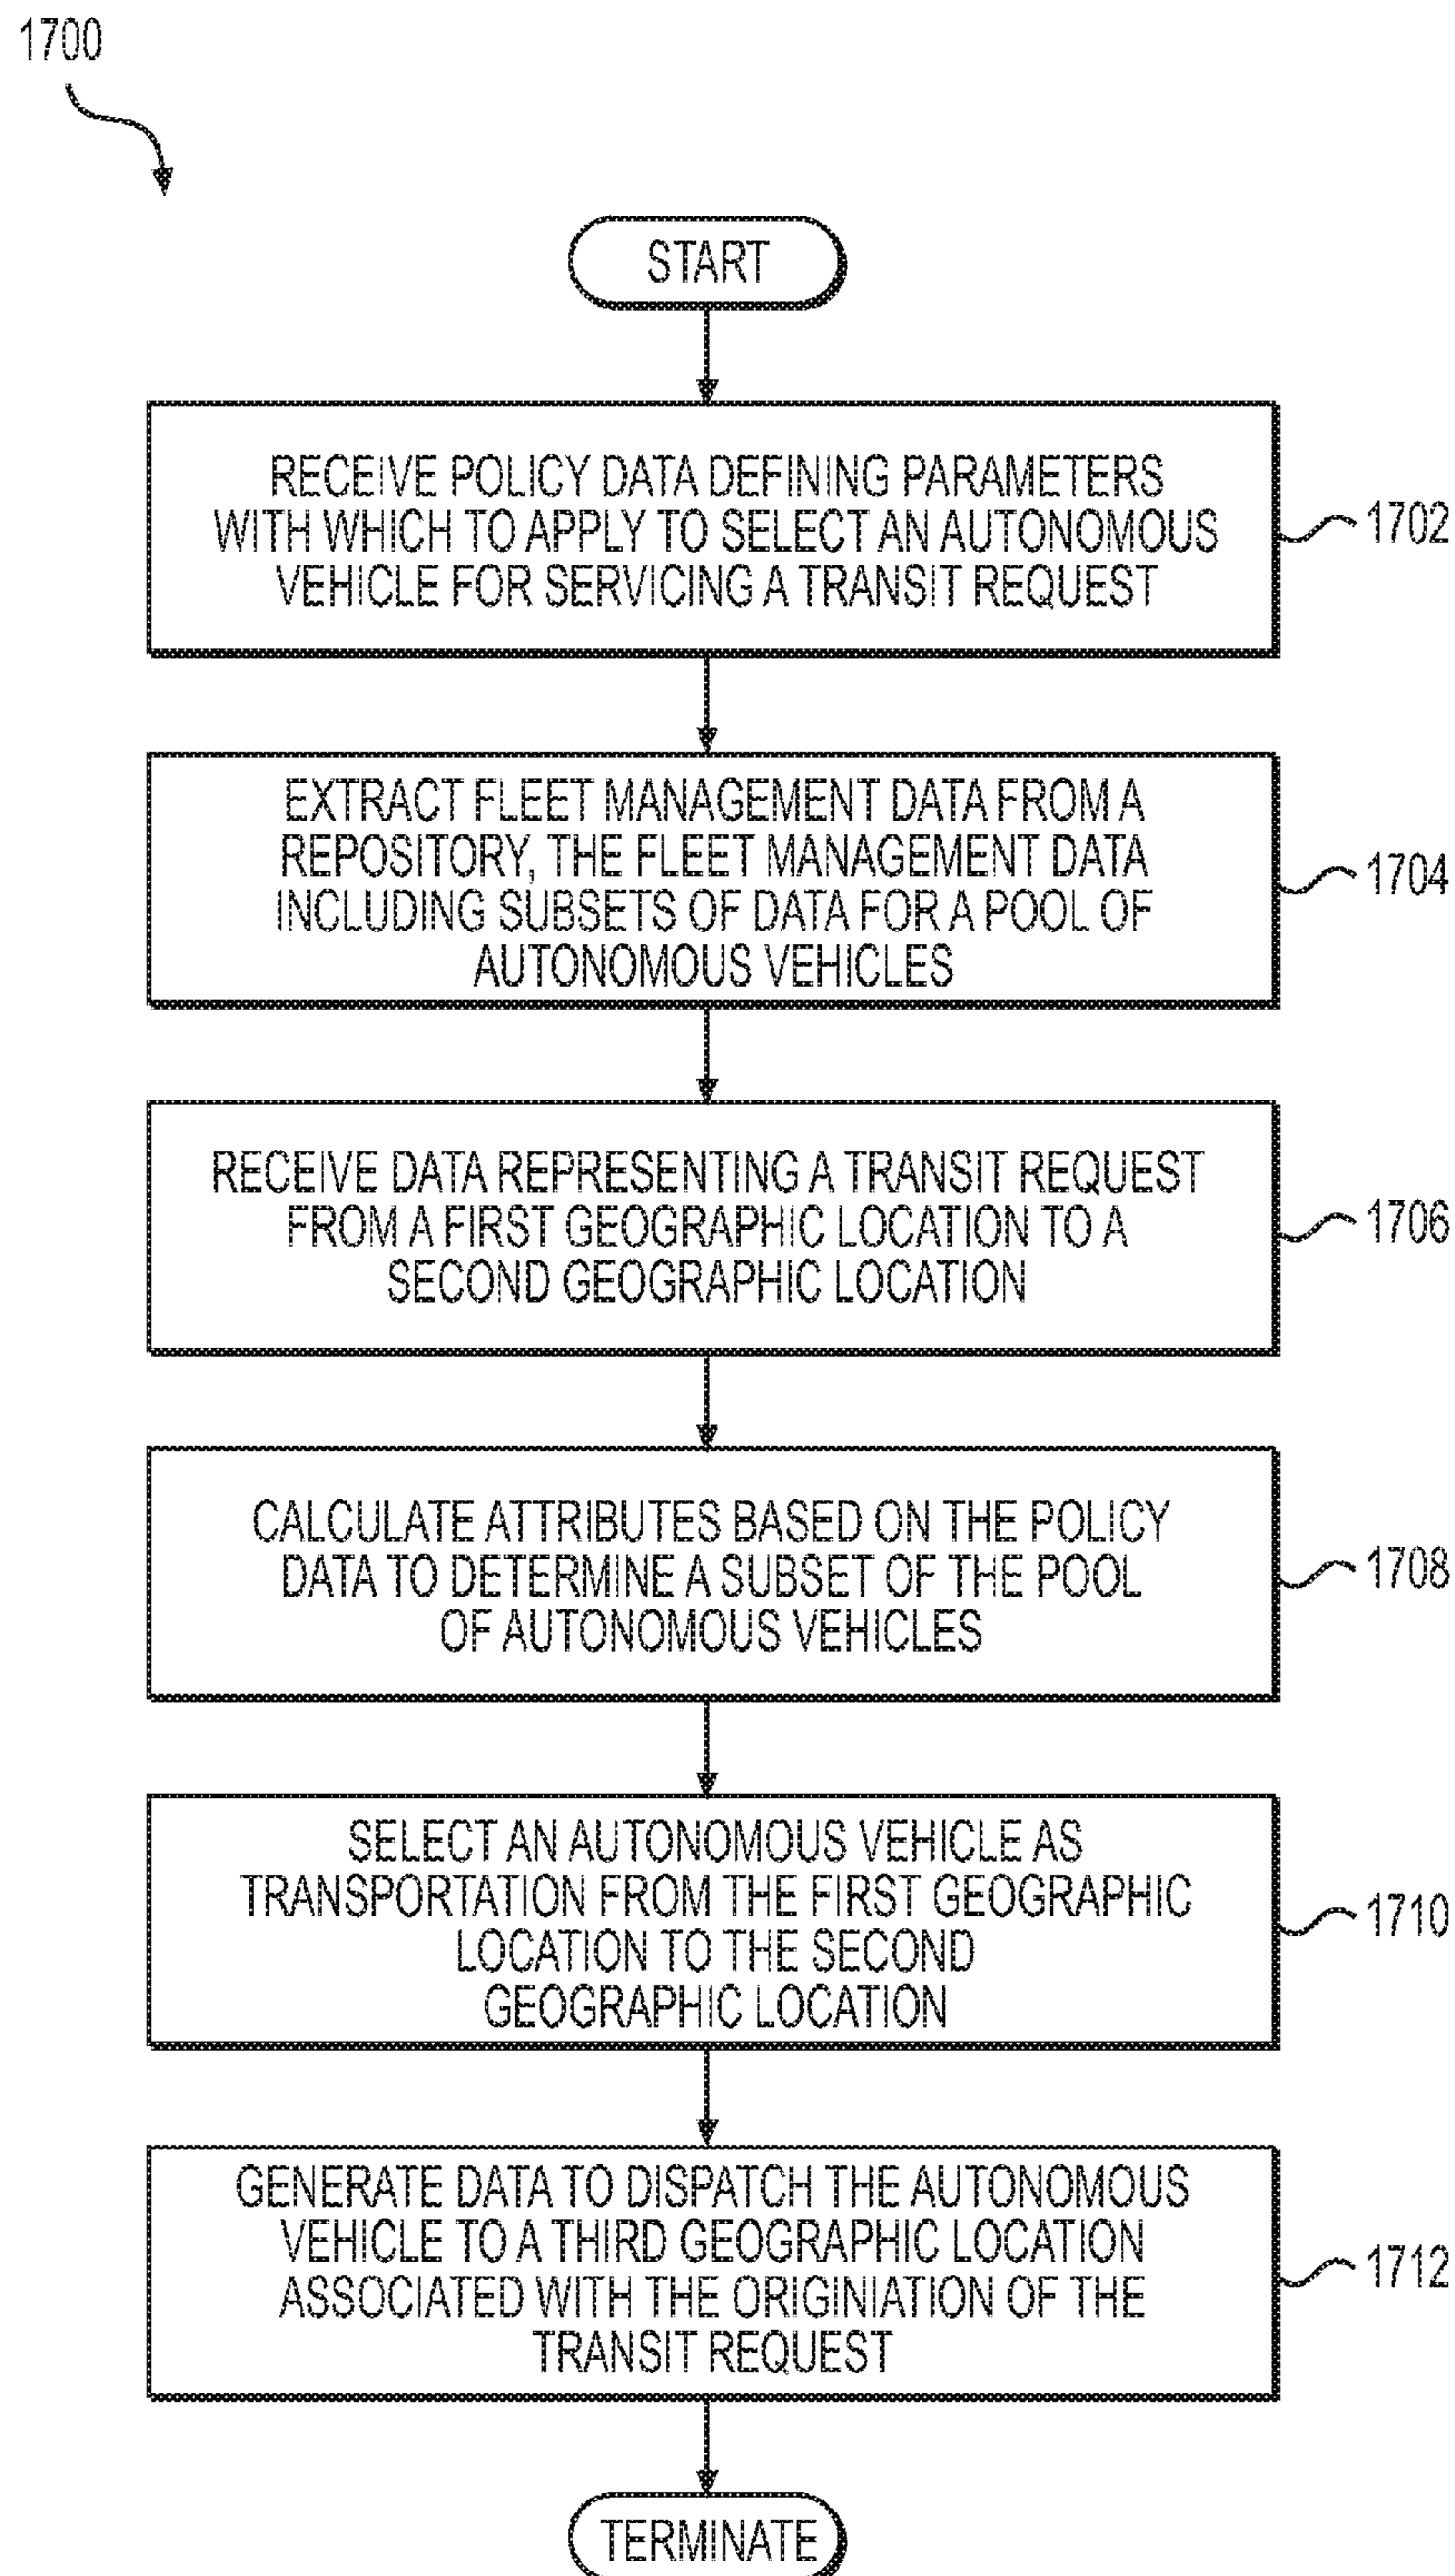 1700
START
RECEIVE POLICY DATA DEFINING PARAMETERS
WITH WHICH TO APPLY TO SELECT AN AUTONOMOUS
VEHICLE FOR SERVICING A TRANSIT REQUEST
1702
EXTRACT FLEET MANAGEMENT DATA FROM A
REPOSITORY, THE FLEET MANAGEMENT DATA
INCLUDING SUBSETS OF DATA FOR A POOL OF
AUTONOMOUS VEHICLES
1704
RECEIVE DATA REPRESENTING A TRANSIT REQUEST
FROM A FIRST GEOGRAPHIC LOCATION TO A
SECOND GEOGRAPHIC LOCATION
1706
CALCULATE ATTRIBUTES BASED ON THE POLICY
DATA TO DETERMINE A SUBSET OF THE POOL
OF AUTONOMOUS VEHICLES
1708
SELECT AN AUTONOMOUS VEHICLE AS
TRANSPORTATION FROM THE FIRST GEOGRAPHIC
LOCATION TO THE SECOND
GEOGRAPHIC LOCATION
1710
GENERATE DATA TO DISPATCH THE AUTONOMOUS
VEHICLE TO A THIRD GEOGRAPHIC LOCATION
ASSOCIATED WITH THE ORIGINIATION OF THE
TRANSIT REQUEST
1712
TERMINATE